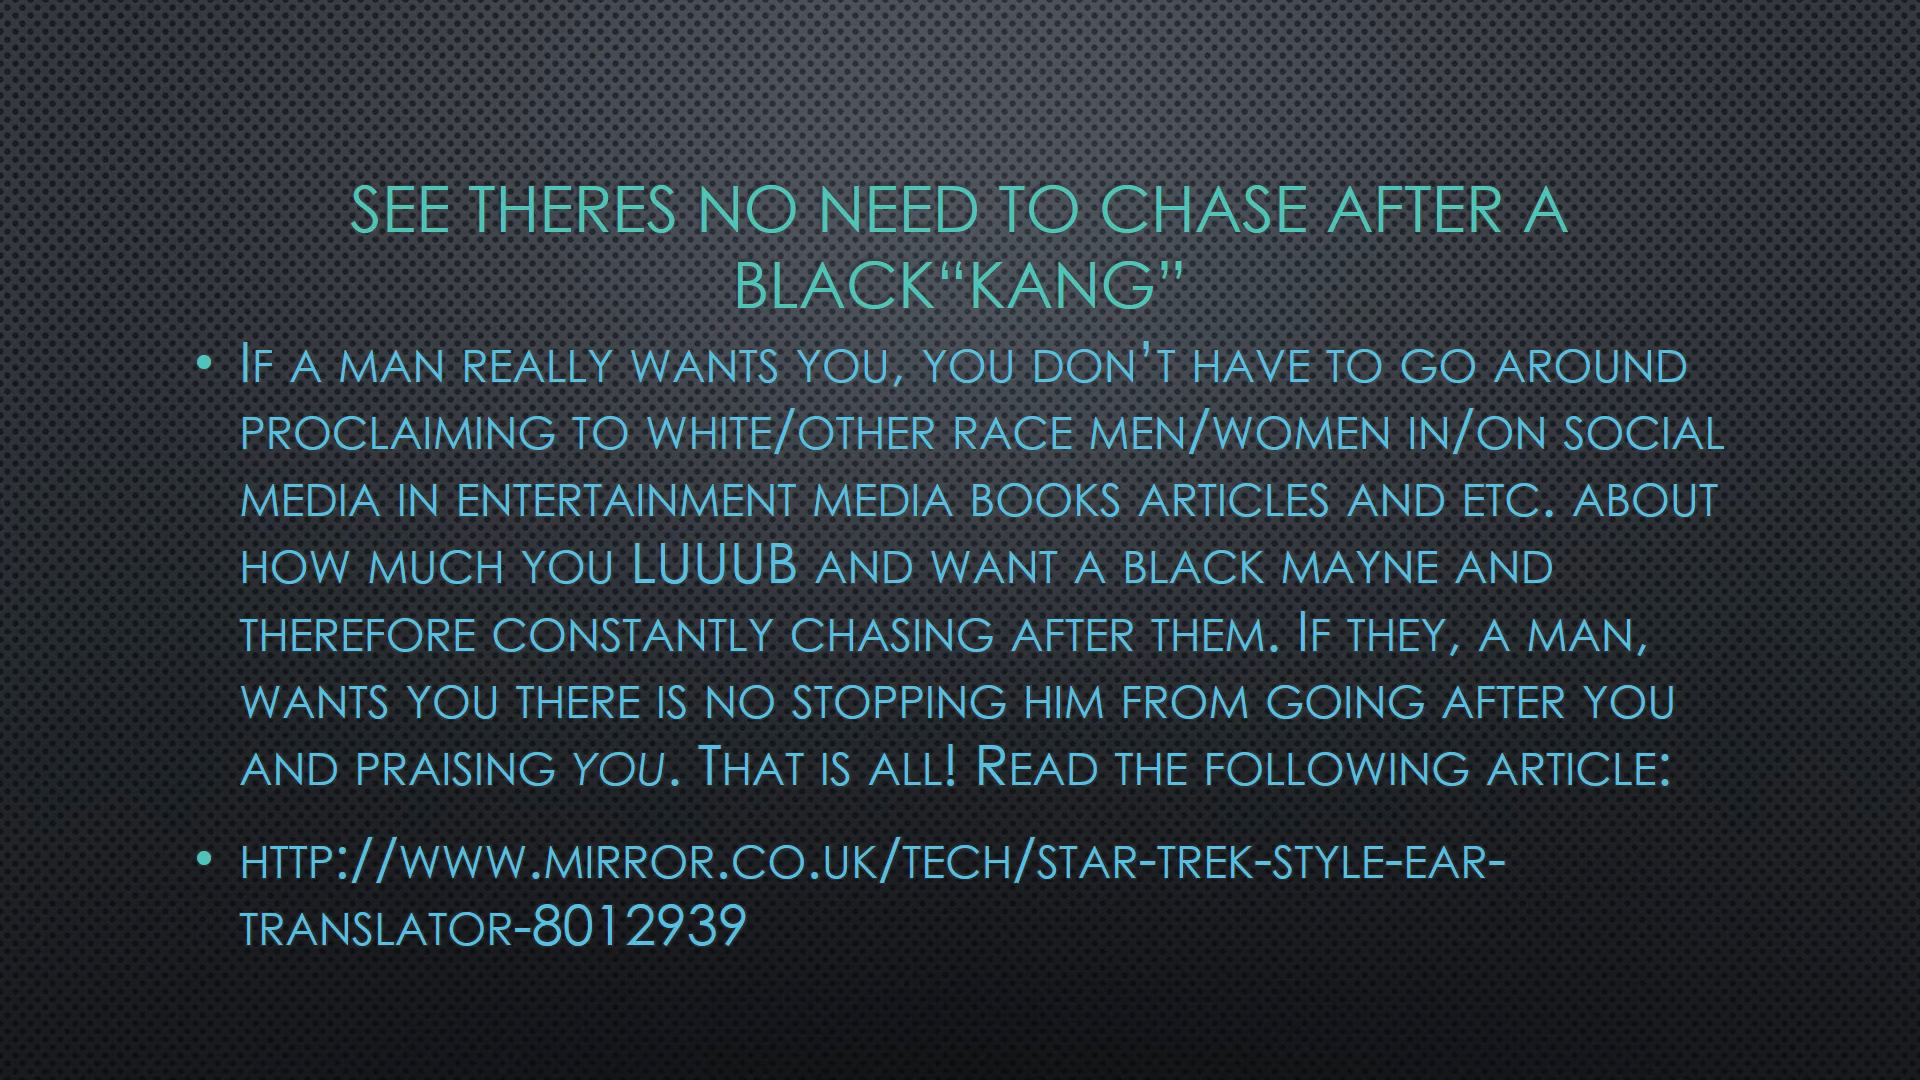 SEE THERES NO NEED TO CHASE AFTER A
BLACK“KANG”
• If a man really wants you, you don’t have to go around
proclaiming to white/other race men/women in/on social
media in entertainment media books articles and etc. about
how much you LUUUB and want a black mayne and
therefore constantly chasing after them. If they, a man,
wants you there is no stopping him from going after you
and praising you. That is all! Read the following article:
• http://www.mirror.co.uk/tech/star-trek-style-ear-
translator-8012939